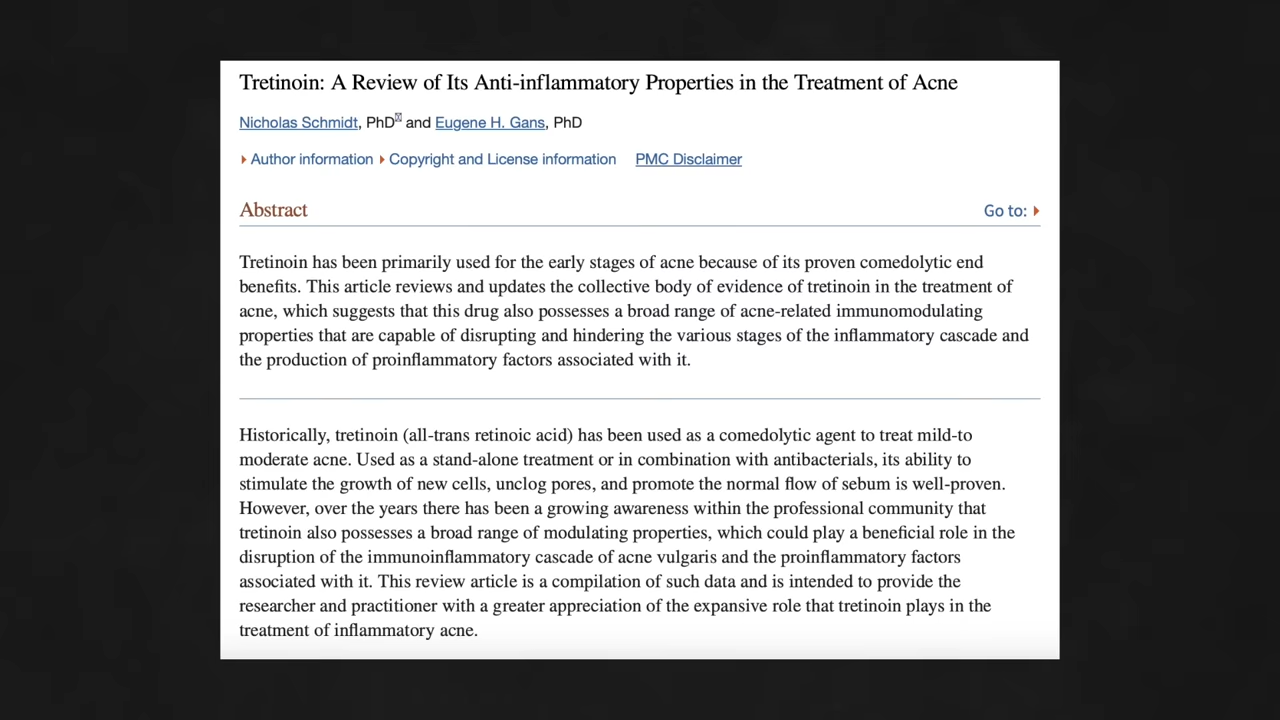 Tretinoin: A Review of Its Anti-inflammatory Properties in the Treatment of Acne
Nicholas Schmidt, PhD and Eugene H. Gans, PhD
Author information Copyright and License information PMC Disclaimer
Abstract Go to:
Tretinoin has been primarily used for the early stages of acne because of its proven comedolytic end
benefits. This article reviews and updates the collective body of evidence of tretinoin in the treatment of
acne, which suggests that this drug also possesses a broad range of acne-related immunomodulating
properties that are capable of disrupting and hindering the various stages of the inflammatory cascade and
the production of proinflammatory factors associated with it.
Historically, tretinoin (all-trans retinoic acid) has been used as a comedolytic agent to treat mild-to
moderate acne. Used as a stand-alone treatment or in combination with antibacterials, its ability to
stimulate the growth of new cells, unclog pores, and promote the normal flow of sebum is well-proven.
However, over the years there has been a growing awareness within the professional community that
tretinoin also possesses a broad range of modulating properties, which could play a beneficial role in the
disruption of the immunoinflammatory cascade of acne vulgaris and the proinflammatory factors
associated with it. This review article is a compilation of such data and is intended to provide the
researcher and practitioner with a greater appreciation of the expansive role that tretinoin plays in the
treatment of inflammatory acne.